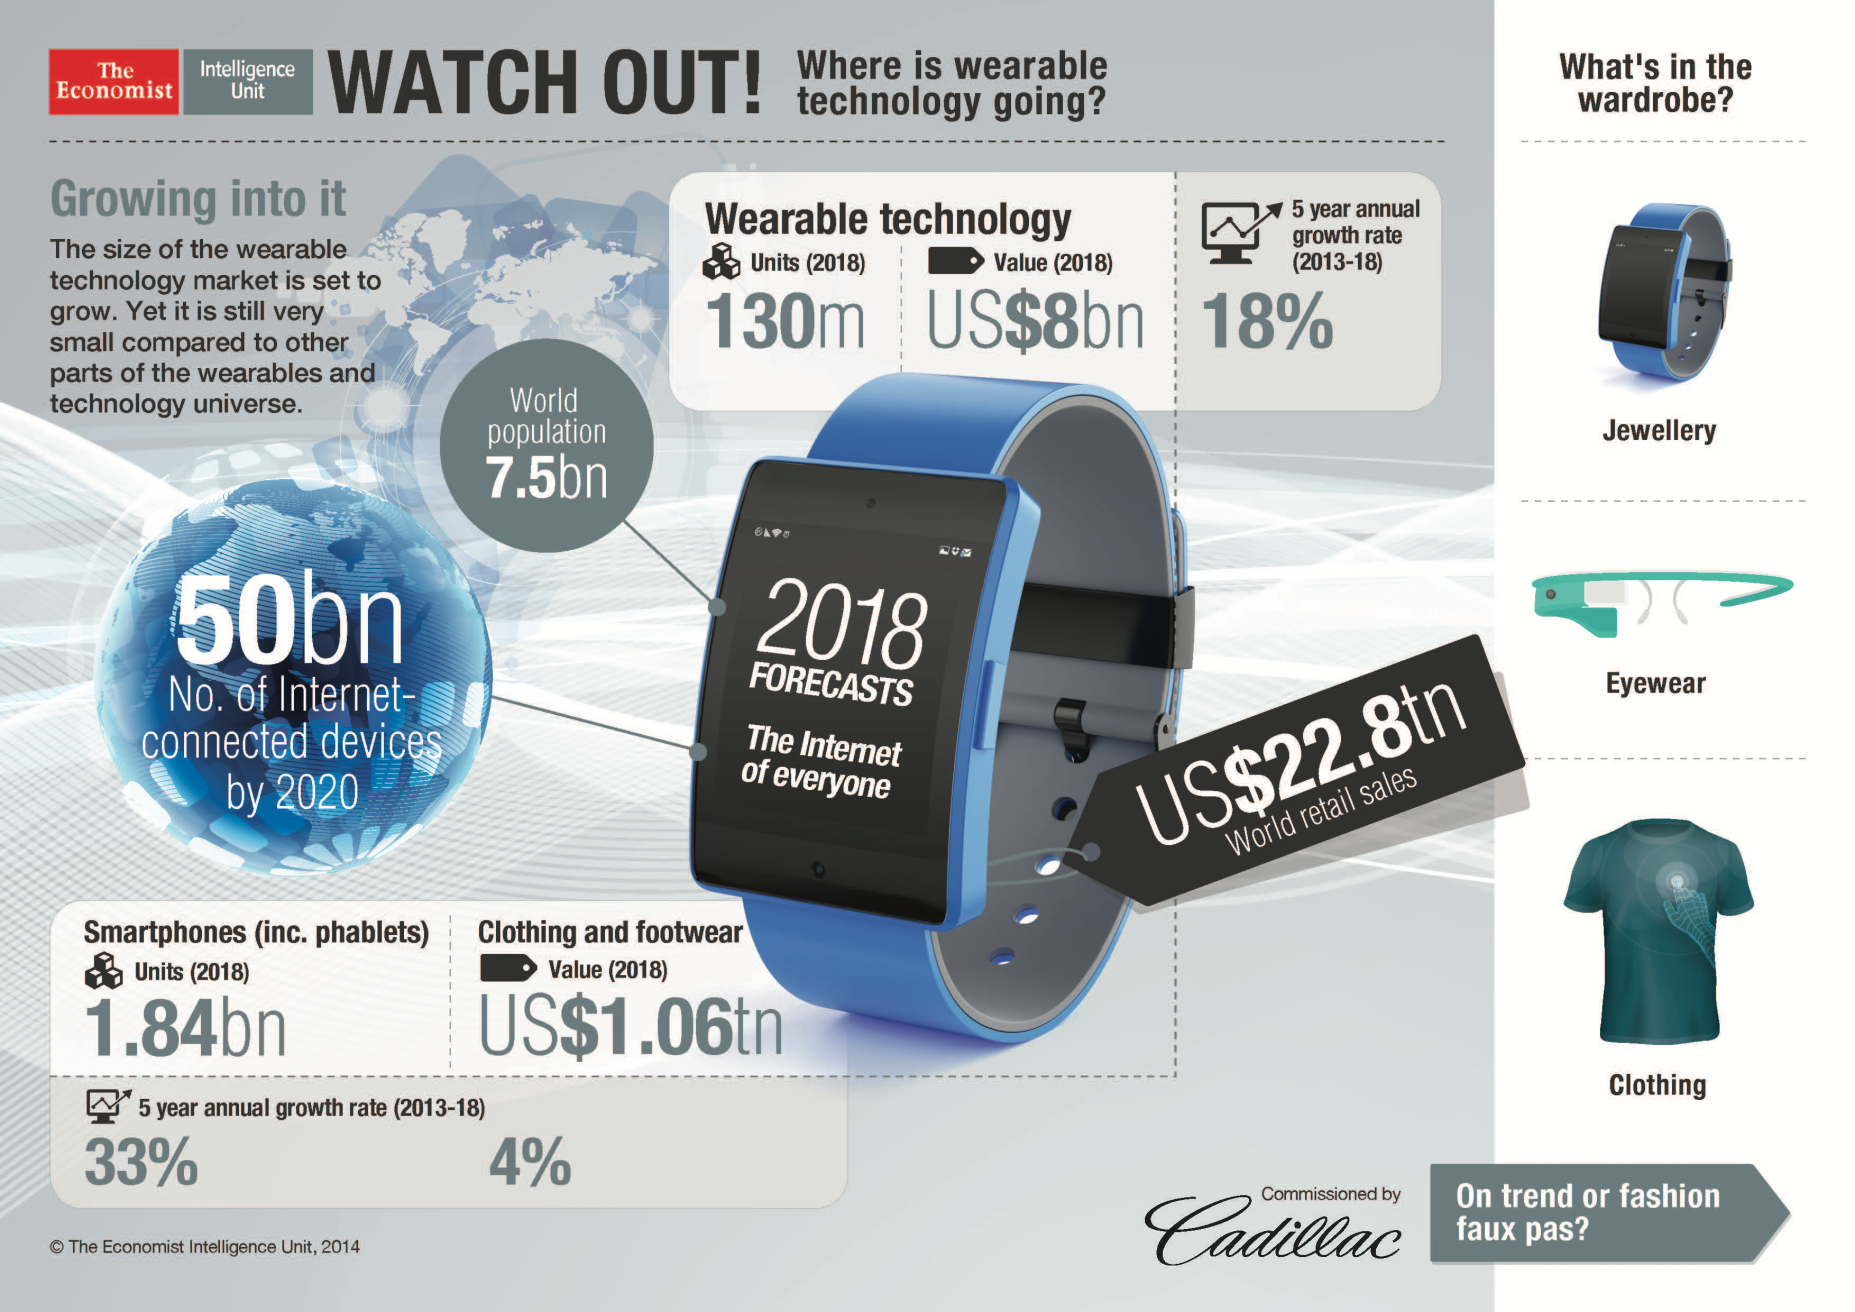 The
Economist
Intelligence
Unit
WATCH OUT!
Where is wearable
technology going?
What's in the
wardrobe?
Growing into it
The size of the wearable
technology market is set to
grow. Yet it is still very
small compared to other
parts of the wearables and
technology universe.
Wearable technology
Units (2018)
130m
Value (2018)
US$8bn
5 year annual
growth rate
(2013-18)
18%
World
population
7.5bn
50bn
No. of Internet-
connected devices
by 2020
2018
FORECASTS
The Internet
of everyone
US$22.8tn
World retail sales
Jewellery
Eyewear
Clothing
Smartphones (inc. phablets)
Units (2018)
1.84bn
Clothing and footwear
Value (2018)
US$1.06tn
5 year annual growth rate (2013-18)
33%
4%
Commissioned by
Cadillac
On trend or fashion
faux pas?
© The Economist Intelligence Unit, 2014